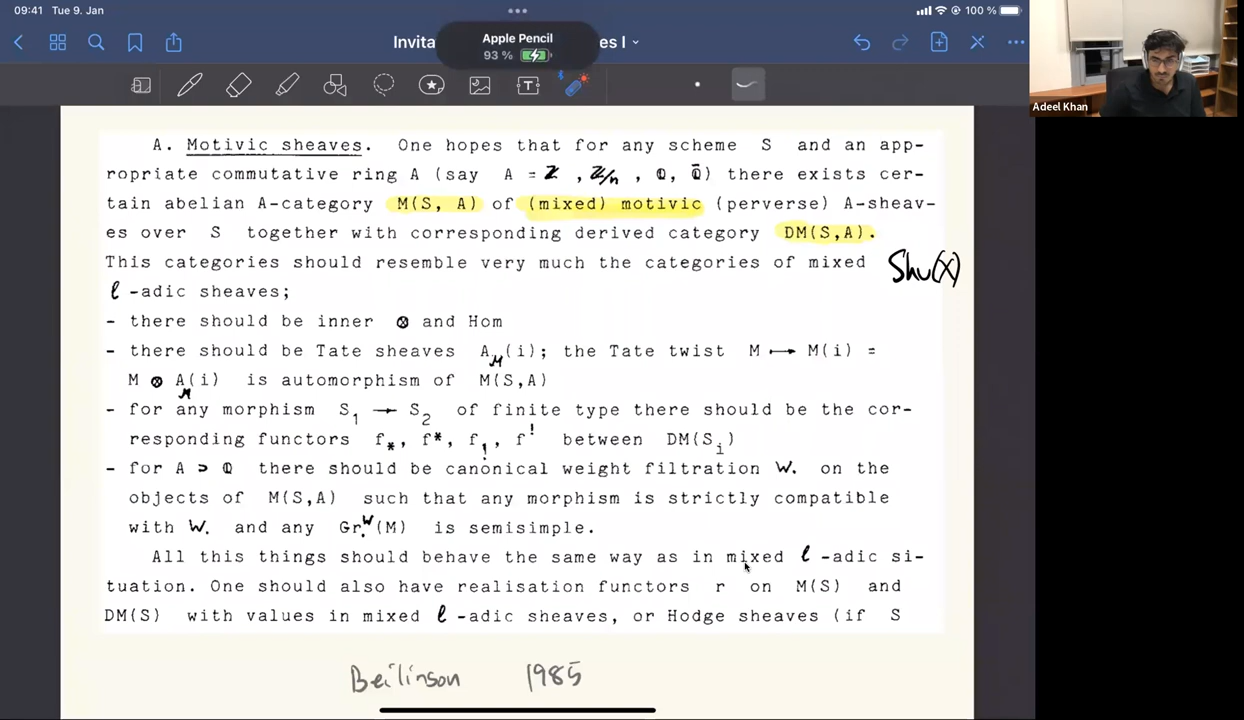 09:41 Tue 9. Jan
100 %
Invita
Apple Pencil
93 %
es I
Adeel Khan
A. Motivic sheaves. One hopes that for any scheme S and an app-
ropriate commutative ring A (say A = ℤ , ℤ/n , ℚ, ℚ̄) there exists cer-
tain abelian A-category M(S, A) of (mixed) motivic (perverse) A-sheav-
es over S together with corresponding derived category DM(S,A).
This categories should resemble very much the categories of mixed
Shv(X)
ℓ -adic sheaves;
- there should be inner ⊗ and Hom
- there should be Tate sheaves A_M(i); the Tate twist M ⟼ M(i) =
M ⊗ A_M(i) is automorphism of M(S,A)
- for any morphism S₁ → S₂ of finite type there should be the cor-
responding functors f_*, f*, f_!, f^! between DM(S_i)
- for A ⊃ ℚ there should be canonical weight filtration W. on the
objects of M(S,A) such that any morphism is strictly compatible
with W. and any Gr.^W(M) is semisimple.
All this things should behave the same way as in mixed ℓ -adic si-
tuation. One should also have realisation functors r on M(S) and
DM(S) with values in mixed ℓ -adic sheaves, or Hodge sheaves (if S
Beilinson 1985